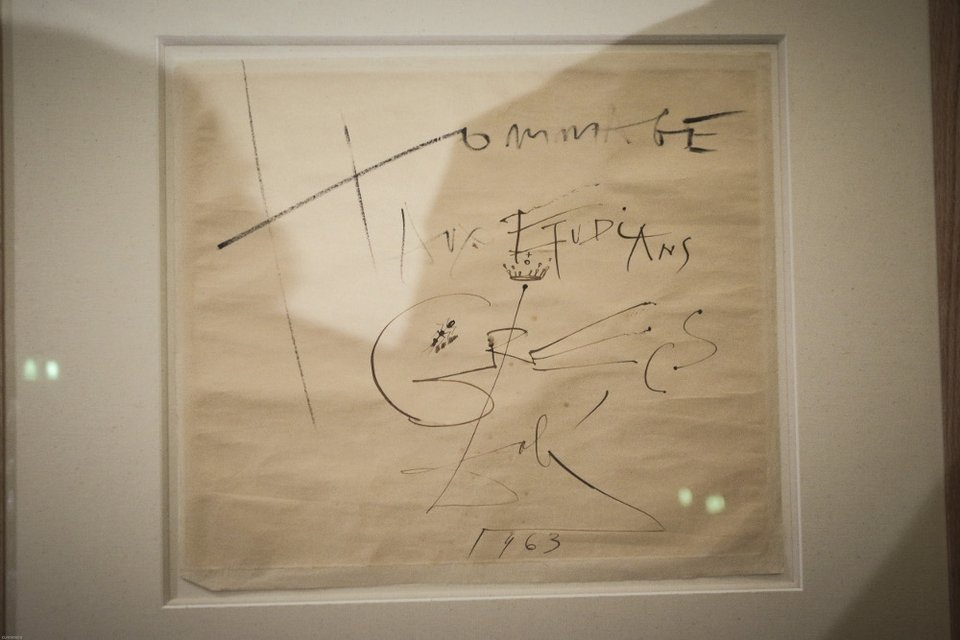 HOMMAGE
AUX ETUDIANS
GRECS
Dalí
1963